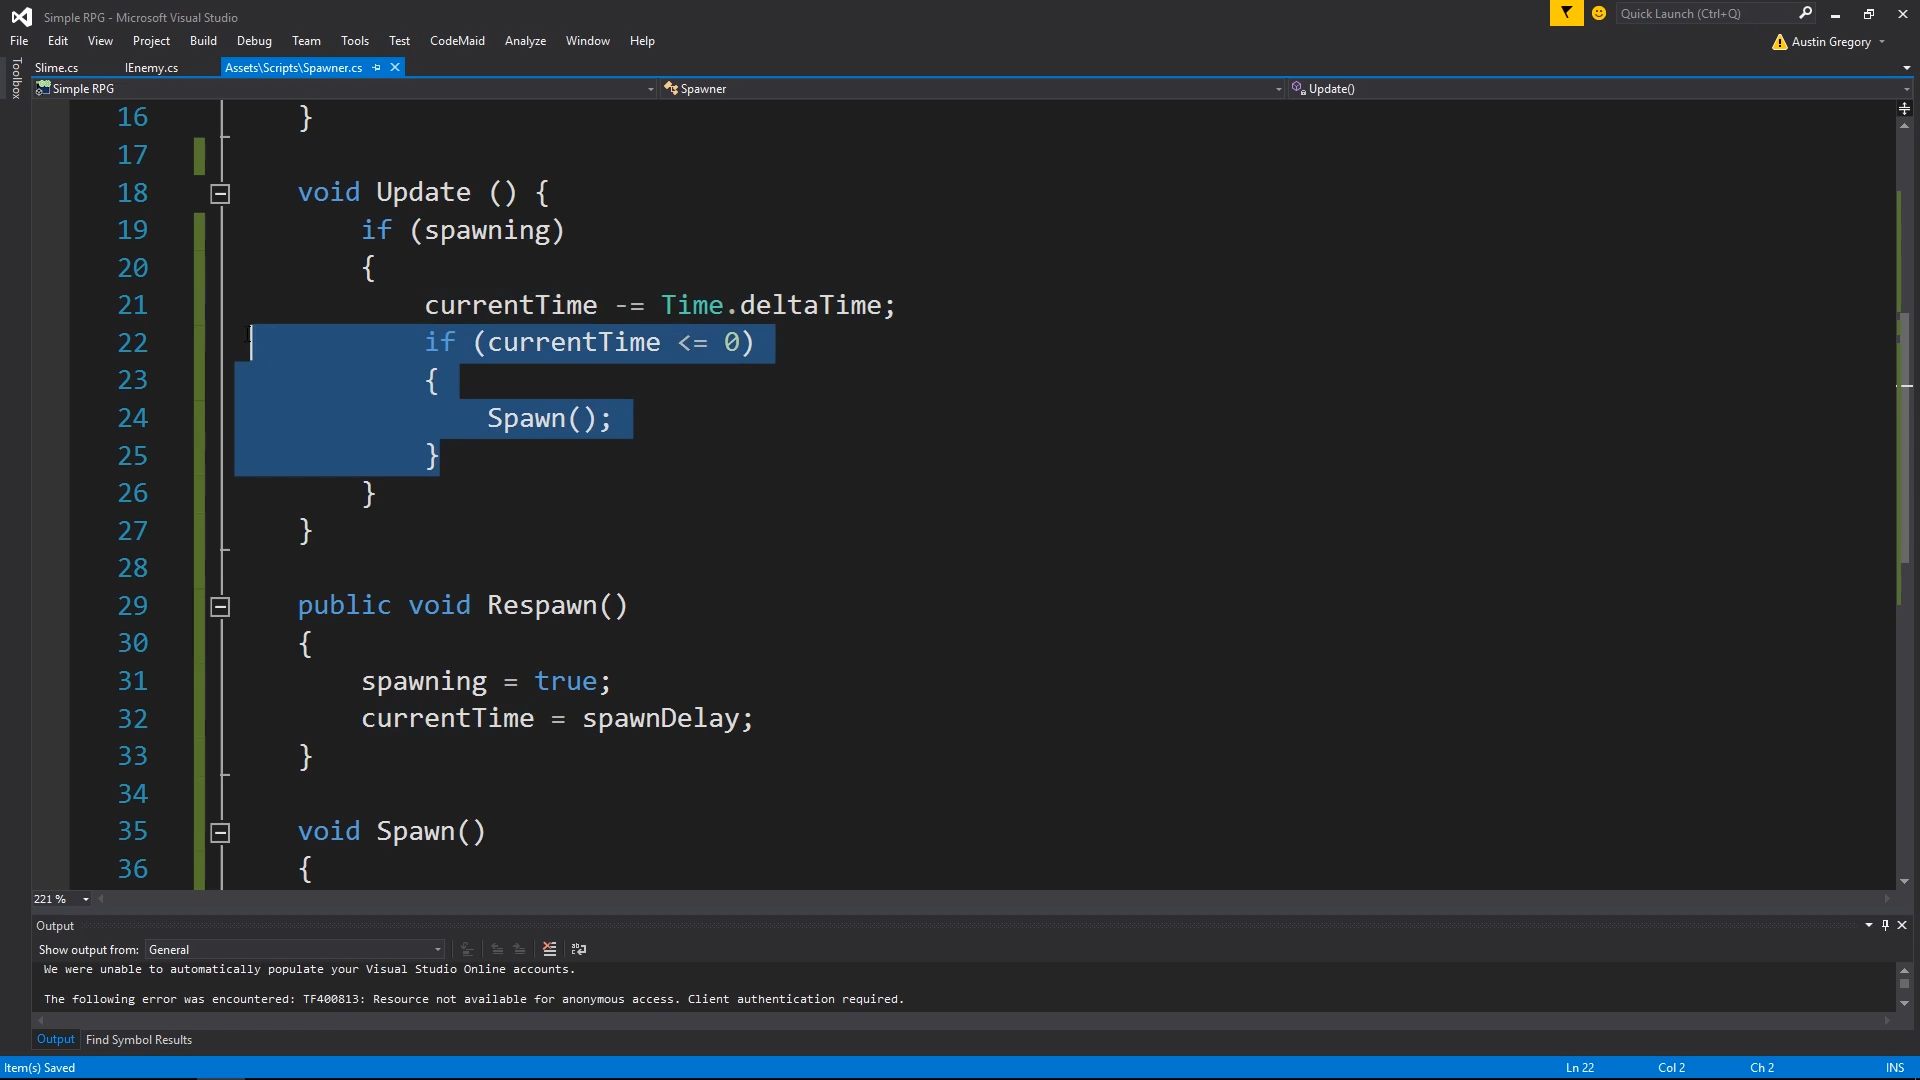 Simple RPG - Microsoft Visual Studio
Quick Launch (Ctrl+Q)
File Edit View Project Build Debug Team Tools Test CodeMaid Analyze Window Help
Austin Gregory
Toolbox
Slime.cs IEnemy.cs Assets\Scripts\Spawner.cs
Simple RPG Spawner Update()
16 }
17
18 void Update () {
19 if (spawning)
20 {
21 currentTime -= Time.deltaTime;
22 if (currentTime <= 0)
23 {
24 Spawn();
25 }
26 }
27 }
28
29 public void Respawn()
30 {
31 spawning = true;
32 currentTime = spawnDelay;
33 }
34
35 void Spawn()
36 {
221 %
Output
Show output from: General
We were unable to automatically populate your Visual Studio Online accounts.
The following error was encountered: TF400813: Resource not available for anonymous access. Client authentication required.
Output Find Symbol Results
Item(s) Saved Ln 22 Col 2 Ch 2 INS